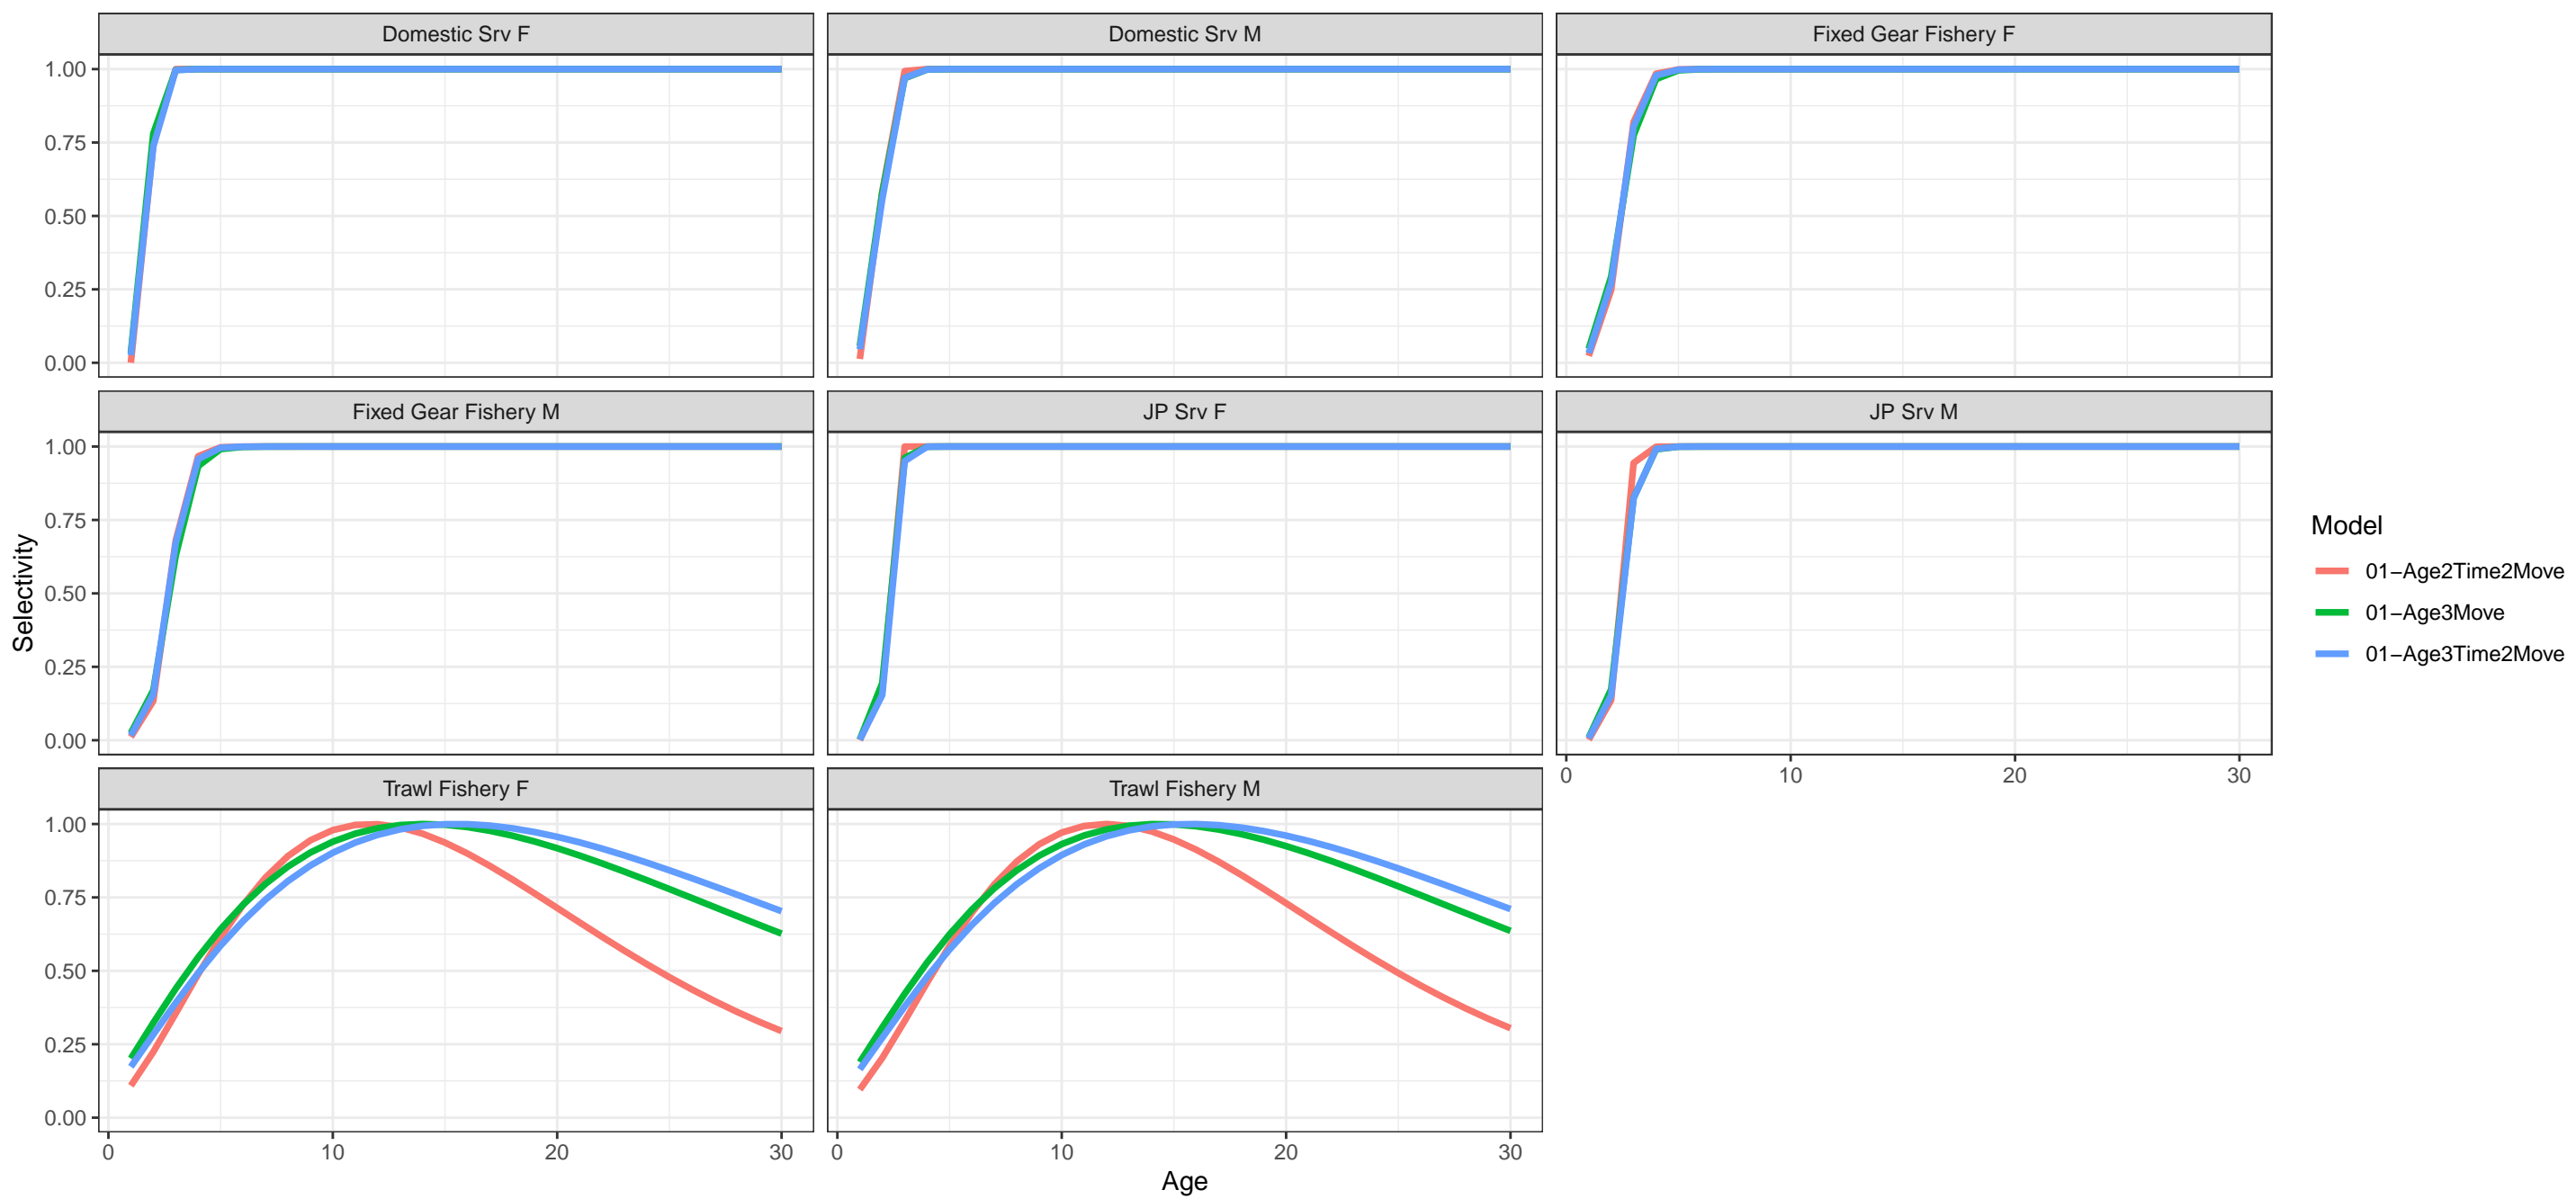 Domestic Srv F
Domestic Srv M
Fixed Gear Fishery F
1.00
0.75
0.50
0.25
0.00
Fixed Gear Fishery M
JP Srv F
JP Srv M
1.00
0.75
0.50
0.25
0.00
0 10 20 30
Trawl Fishery F
Trawl Fishery M
1.00
0.75
0.50
0.25
0.00
0 10 20 30
0 10 20 30
Selectivity
Age
Model
01−Age2Time2Move
01−Age3Move
01−Age3Time2Move